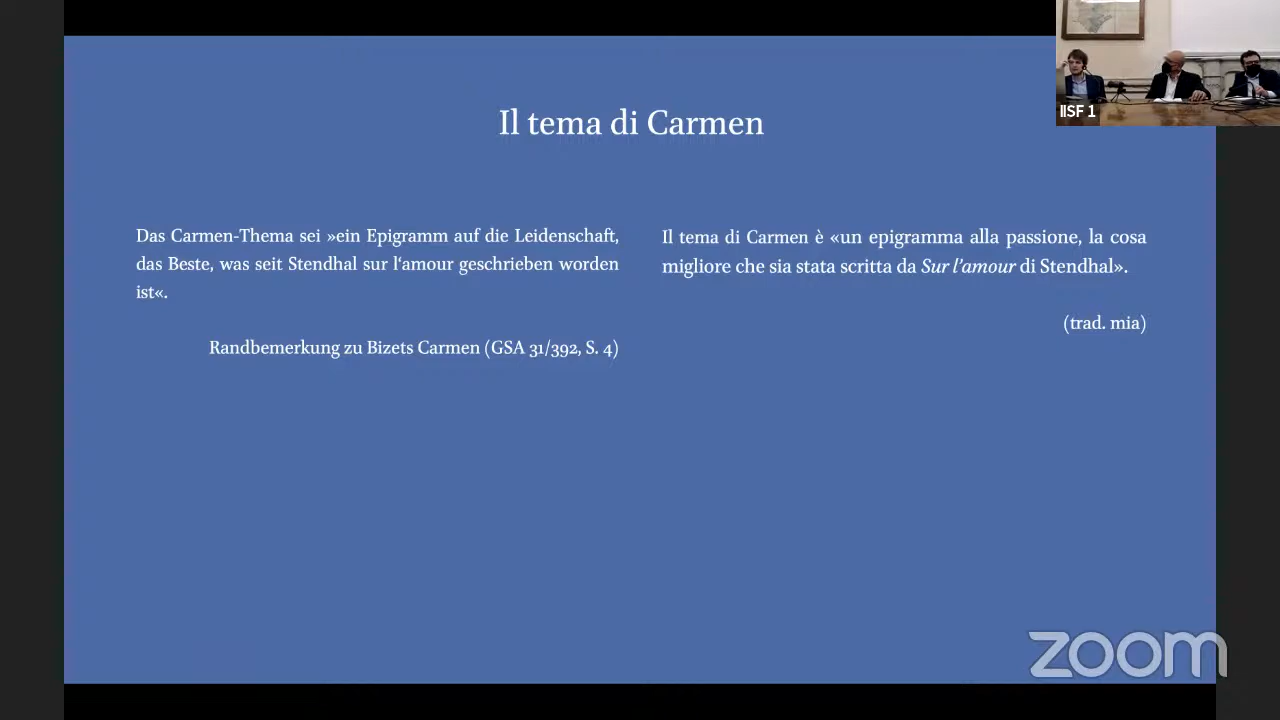 Il tema di Carmen
Das Carmen-Thema sei »ein Epigramm auf die Leidenschaft,
das Beste, was seit Stendhal sur l‘amour geschrieben worden
ist«.
Randbemerkung zu Bizets Carmen (GSA 31/392, S. 4)
Il tema di Carmen è «un epigramma alla passione, la cosa
migliore che sia stata scritta da Sur l’amour di Stendhal».
(trad. mia)
IISF 1
zoom